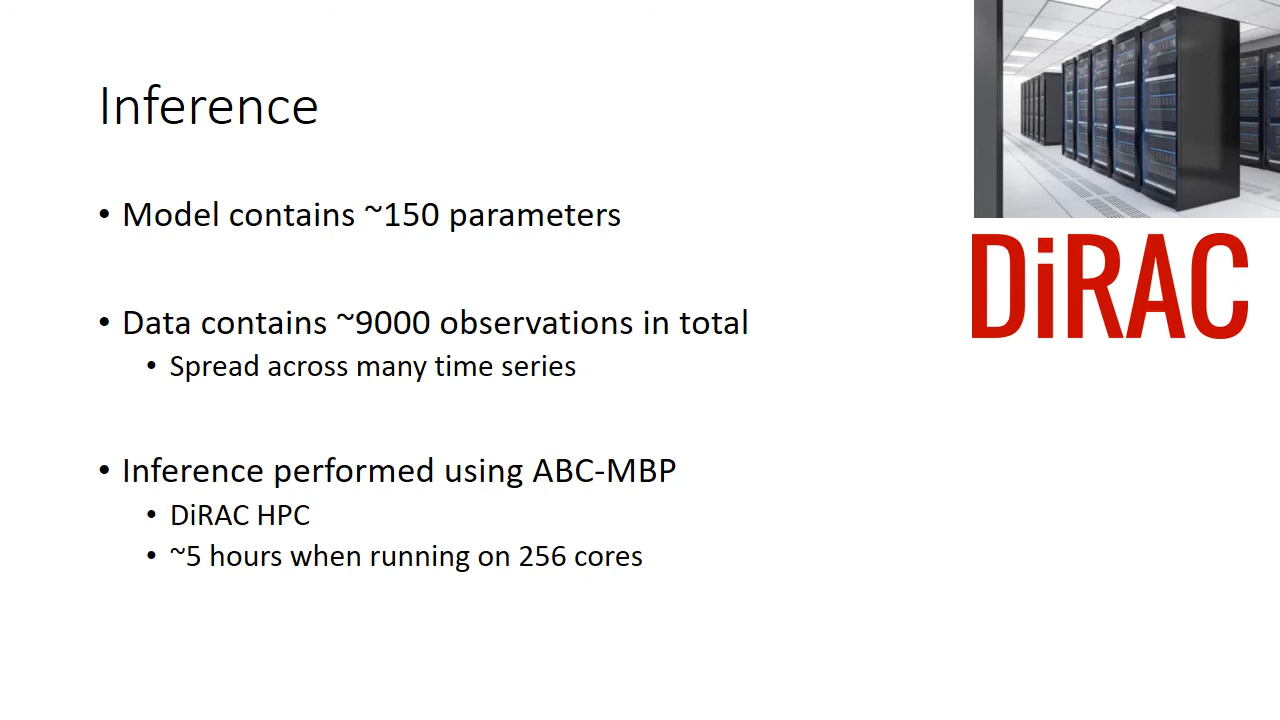 Inference
• Model contains ~150 parameters
• Data contains ~9000 observations in total
• Spread across many time series
• Inference performed using ABC-MBP
• DiRAC HPC
• ~5 hours when running on 256 cores
DiRAC